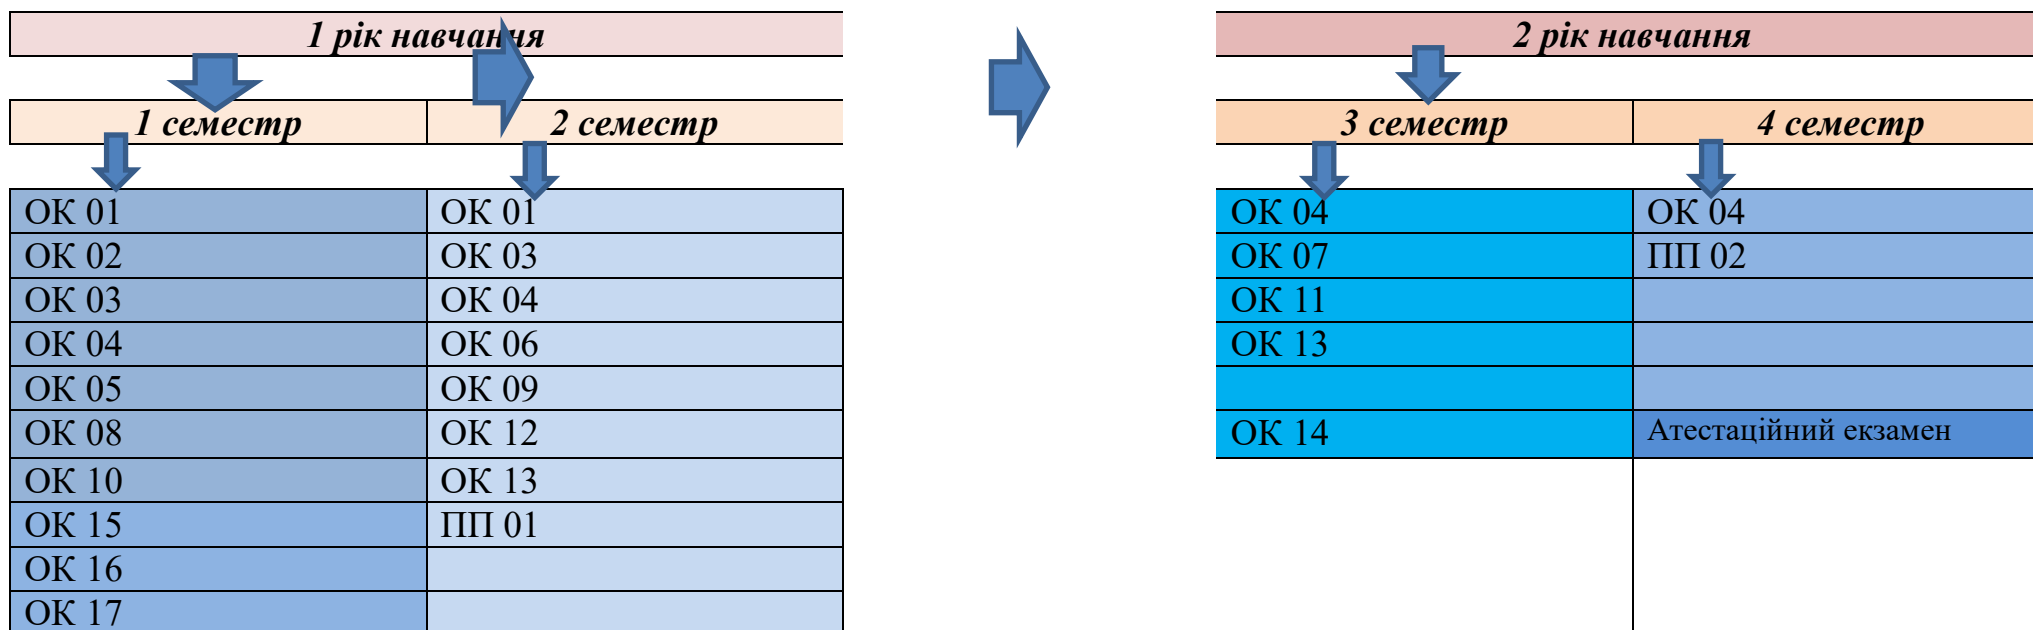 1 рік навчання
2 рік навчання
1 семестр
2 семестр
3 семестр
4 семестр
ОК 01
ОК 01
ОК 04
ОК 04
ОК 02
ОК 03
ОК 07
ПП 02
ОК 03
ОК 04
ОК 11
ОК 04
ОК 06
ОК 13
ОК 05
ОК 09
ОК 08
ОК 12
ОК 14
Атестаційний екзамен
ОК 10
ОК 13
ОК 15
ПП 01
ОК 16
ОК 17